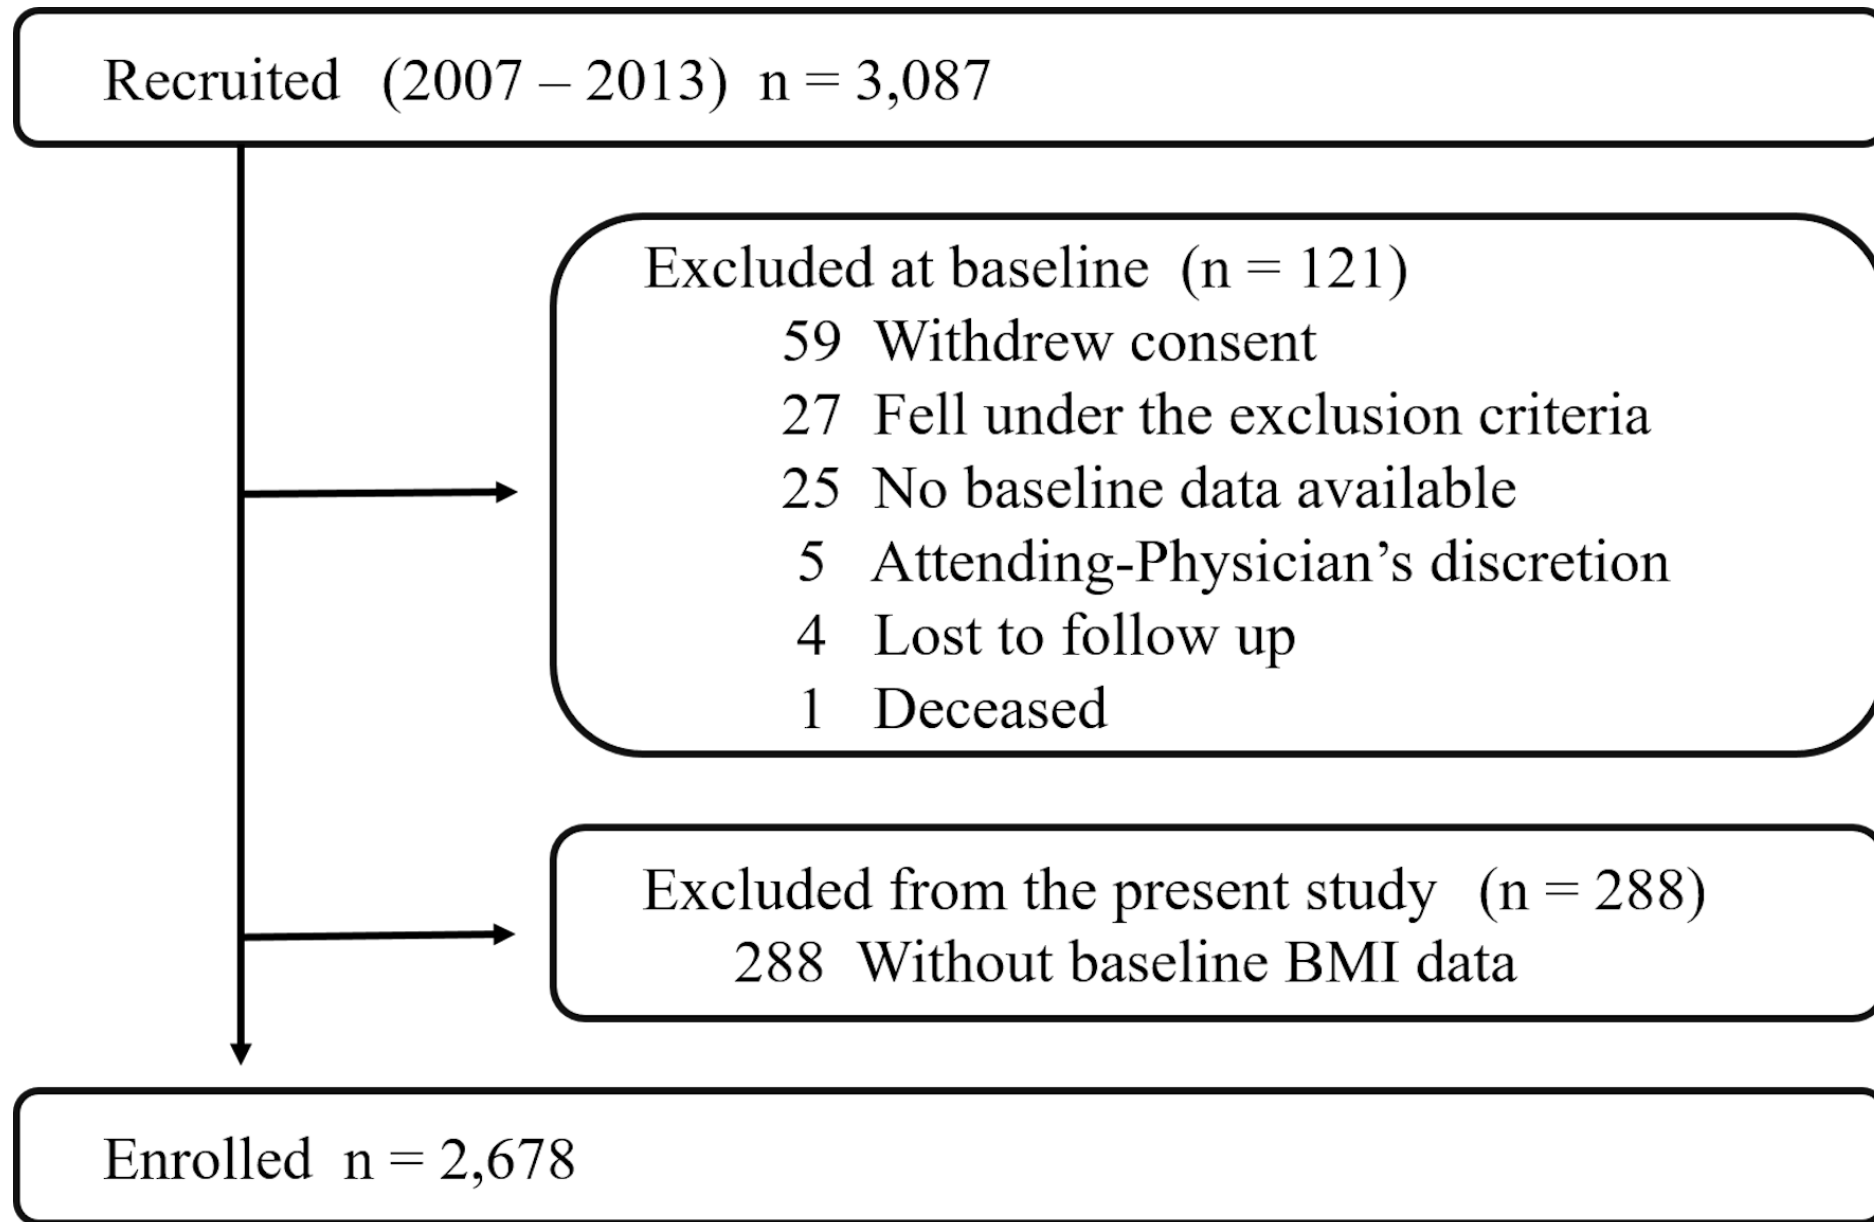 Recruited (2007 – 2013) n = 3,087
Excluded at baseline (n = 121)
59 Withdrew consent
27 Fell under the exclusion criteria
25 No baseline data available
5 Attending-Physician’s discretion
4 Lost to follow up
1 Deceased
Excluded from the present study (n = 288)
288 Without baseline BMI data
Enrolled n = 2,678